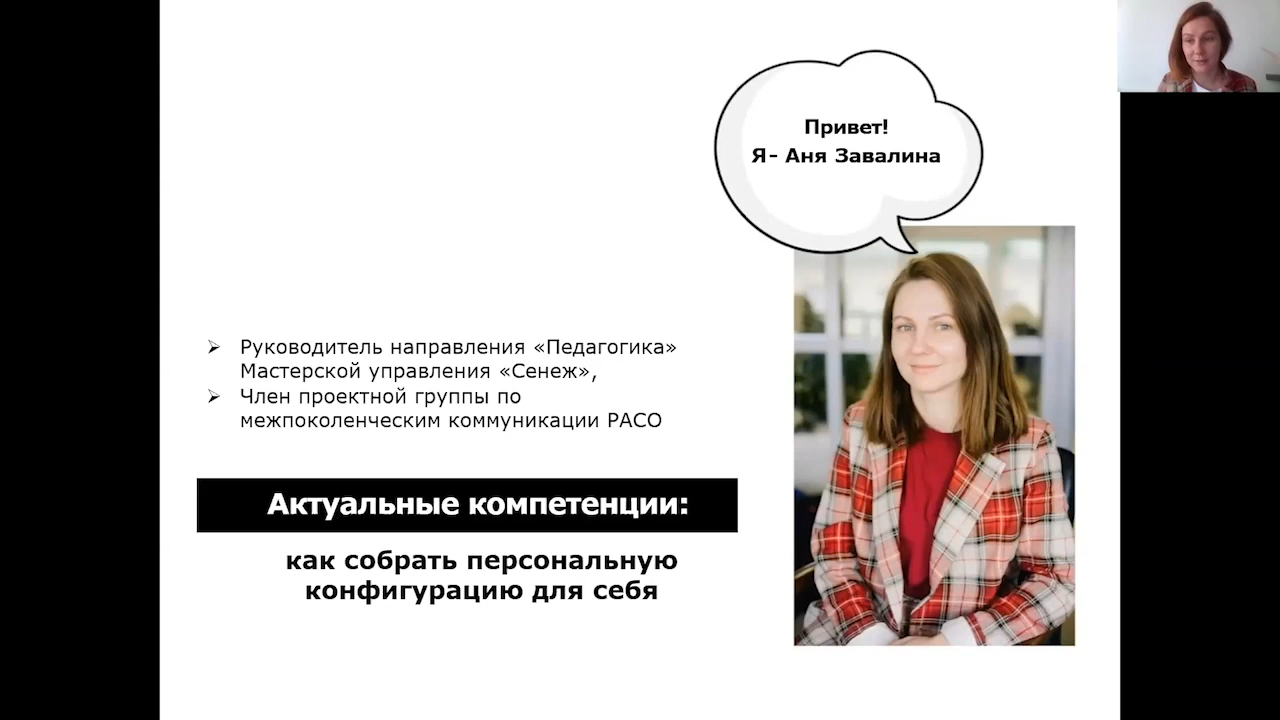 Привет!
Я- Аня Завалина
Руководитель направления «Педагогика»
Мастерской управления «Сенеж»,
Член проектной группы по
межпоколенческим коммуникации РАСО
Актуальные компетенции:
как собрать персональную
конфигурацию для себя